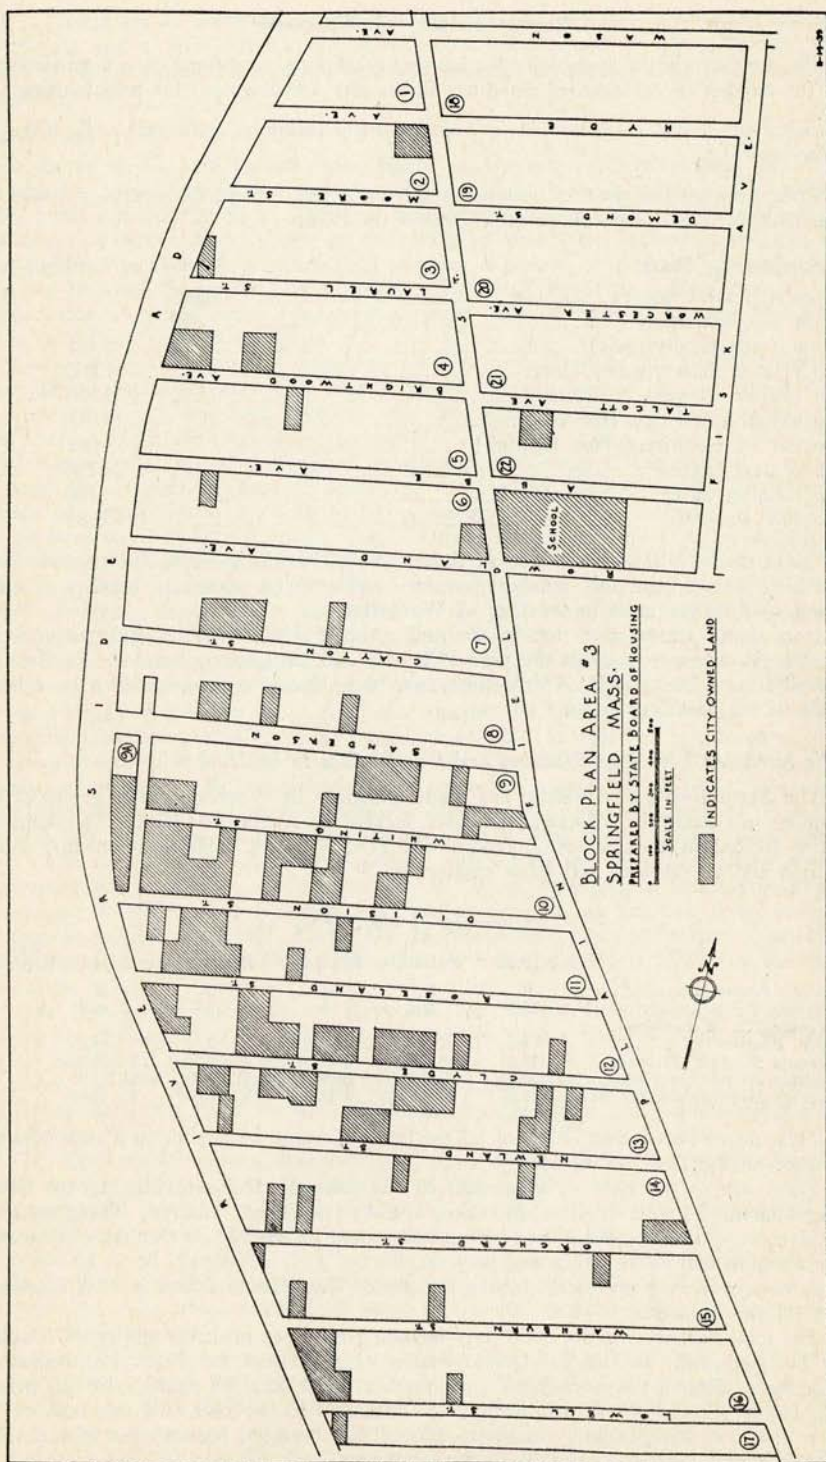 BLOCK PLAN AREA #3
SPRINGFIELD MASS.
PREPARED BY STATE BOARD OF HOUSING
SCALE IN FEET
INDICATES CITY OWNED LAND
N
RIVERSIDE ROAD
PLAINFIELD ST.
FISK AVE.
WASON AVE.
HYDE AVE.
DEMOND ST.
MOORE ST.
WORCESTER AVE.
LAUREL ST.
TALCOTT AVE
BRIGHTWOOD AVE.
ABBE AVE.
ROWLAND AVE.
SCHOOL
CLAYTON ST.
SANDERSON
WHITING
DIVISION ST.
ROSELAND ST.
CLYDE ST.
NEWLAND ST.
ORCHARD ST.
WASHBURN ST.
LOWELL ST.
1
2
3
4
5
6
7
8
9
9A
10
11
12
13
14
15
16
17
18
19
20
21
22